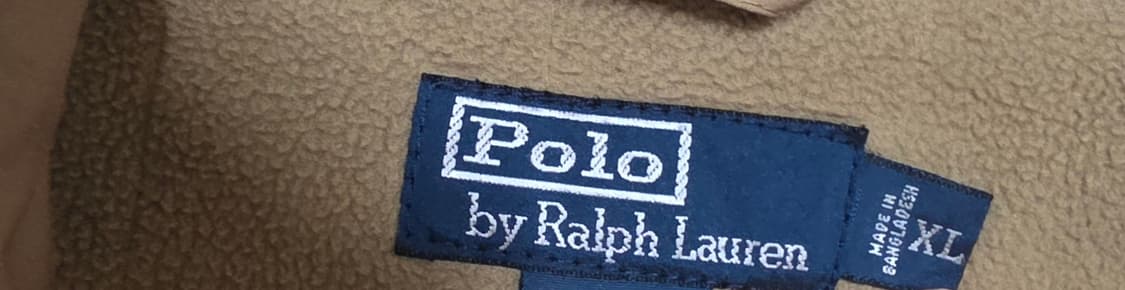 Polo
by Ralph Lauren
MADE IN
BANGLADESH
XL